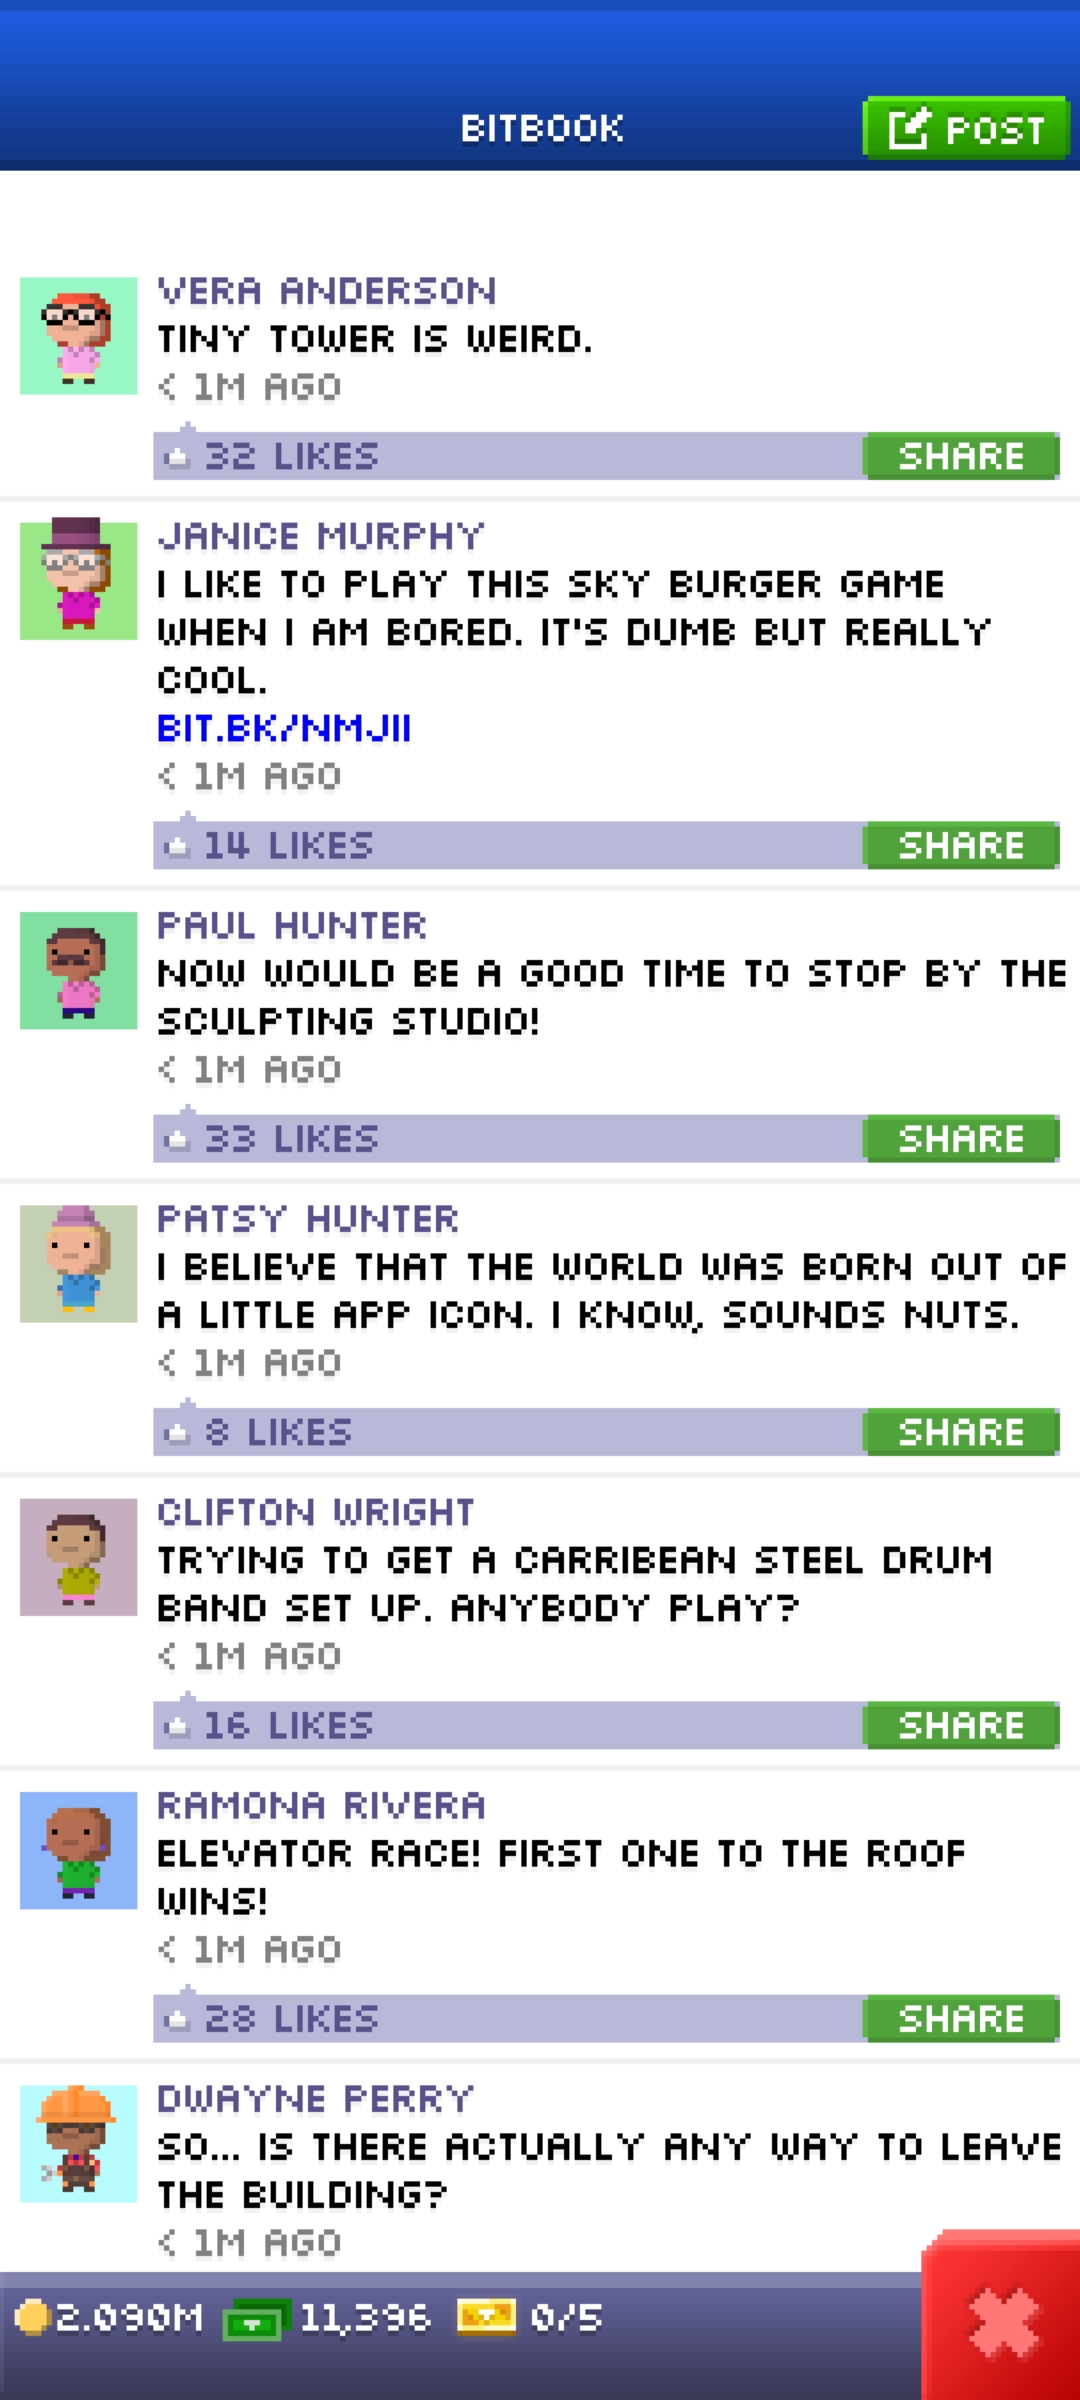 BITBOOK
POST
VERA ANDERSON
TINY TOWER IS WEIRD.
< 1M AGO
32 LIKES
SHARE
JANICE MURPHY
I LIKE TO PLAY THIS SKY BURGER GAME
WHEN I AM BORED. IT'S DUMB BUT REALLY
COOL.
BIT.BK/NMJII
< 1M AGO
14 LIKES
SHARE
PAUL HUNTER
NOW WOULD BE A GOOD TIME TO STOP BY THE
SCULPTING STUDIO!
< 1M AGO
33 LIKES
SHARE
PATSY HUNTER
I BELIEVE THAT THE WORLD WAS BORN OUT OF
A LITTLE APP ICON. I KNOW, SOUNDS NUTS.
< 1M AGO
8 LIKES
SHARE
CLIFTON WRIGHT
TRYING TO GET A CARRIBEAN STEEL DRUM
BAND SET UP. ANYBODY PLAY?
< 1M AGO
16 LIKES
SHARE
RAMONA RIVERA
ELEVATOR RACE! FIRST ONE TO THE ROOF
WINS!
< 1M AGO
28 LIKES
SHARE
DWAYNE PERRY
SO... IS THERE ACTUALLY ANY WAY TO LEAVE
THE BUILDING?
< 1M AGO
2.090M 11,396 0/5